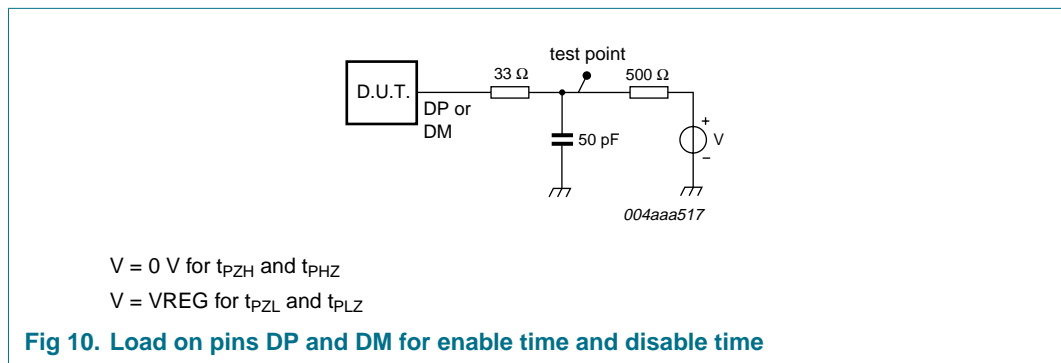 test point
33 Ω
500 Ω
D.U.T.
DP or
DM
50 pF
+
V
−
004aaa517
V = 0 V for tPZH and tPHZ
V = VREG for tPZL and tPLZ
Fig 10. Load on pins DP and DM for enable time and disable time